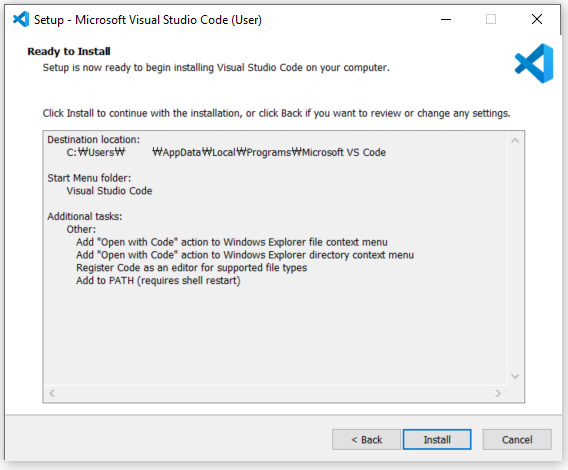 Setup - Microsoft Visual Studio Code (User)
Ready to Install
Setup is now ready to begin installing Visual Studio Code on your computer.
Click Install to continue with the installation, or click Back if you want to review or change any settings.
Destination location:
C:₩Users₩ ₩AppData₩Local₩Programs₩Microsoft VS Code
Start Menu folder:
Visual Studio Code
Additional tasks:
Other:
Add "Open with Code" action to Windows Explorer file context menu
Add "Open with Code" action to Windows Explorer directory context menu
Register Code as an editor for supported file types
Add to PATH (requires shell restart)
< Back Install Cancel